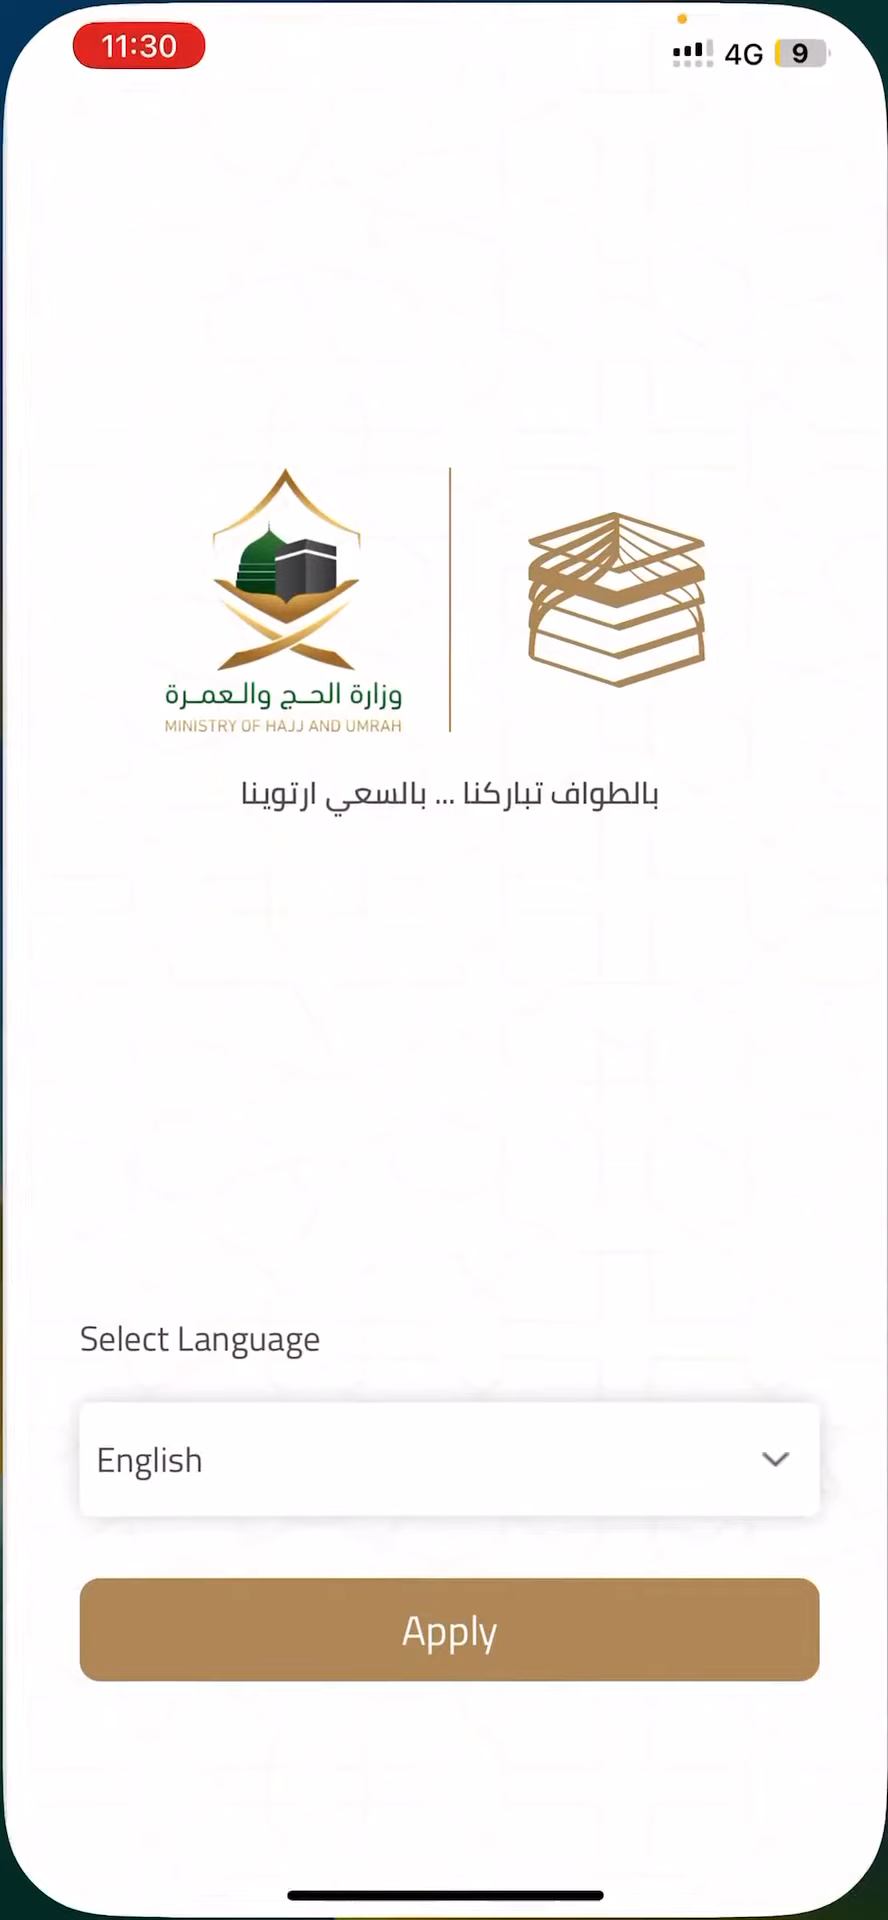 11:30
4G 9
وزارة الحج والعمرة
MINISTRY OF HAJJ AND UMRAH
بالطواف تباركنا ... بالسعي ارتوينا
Select Language
English
Apply